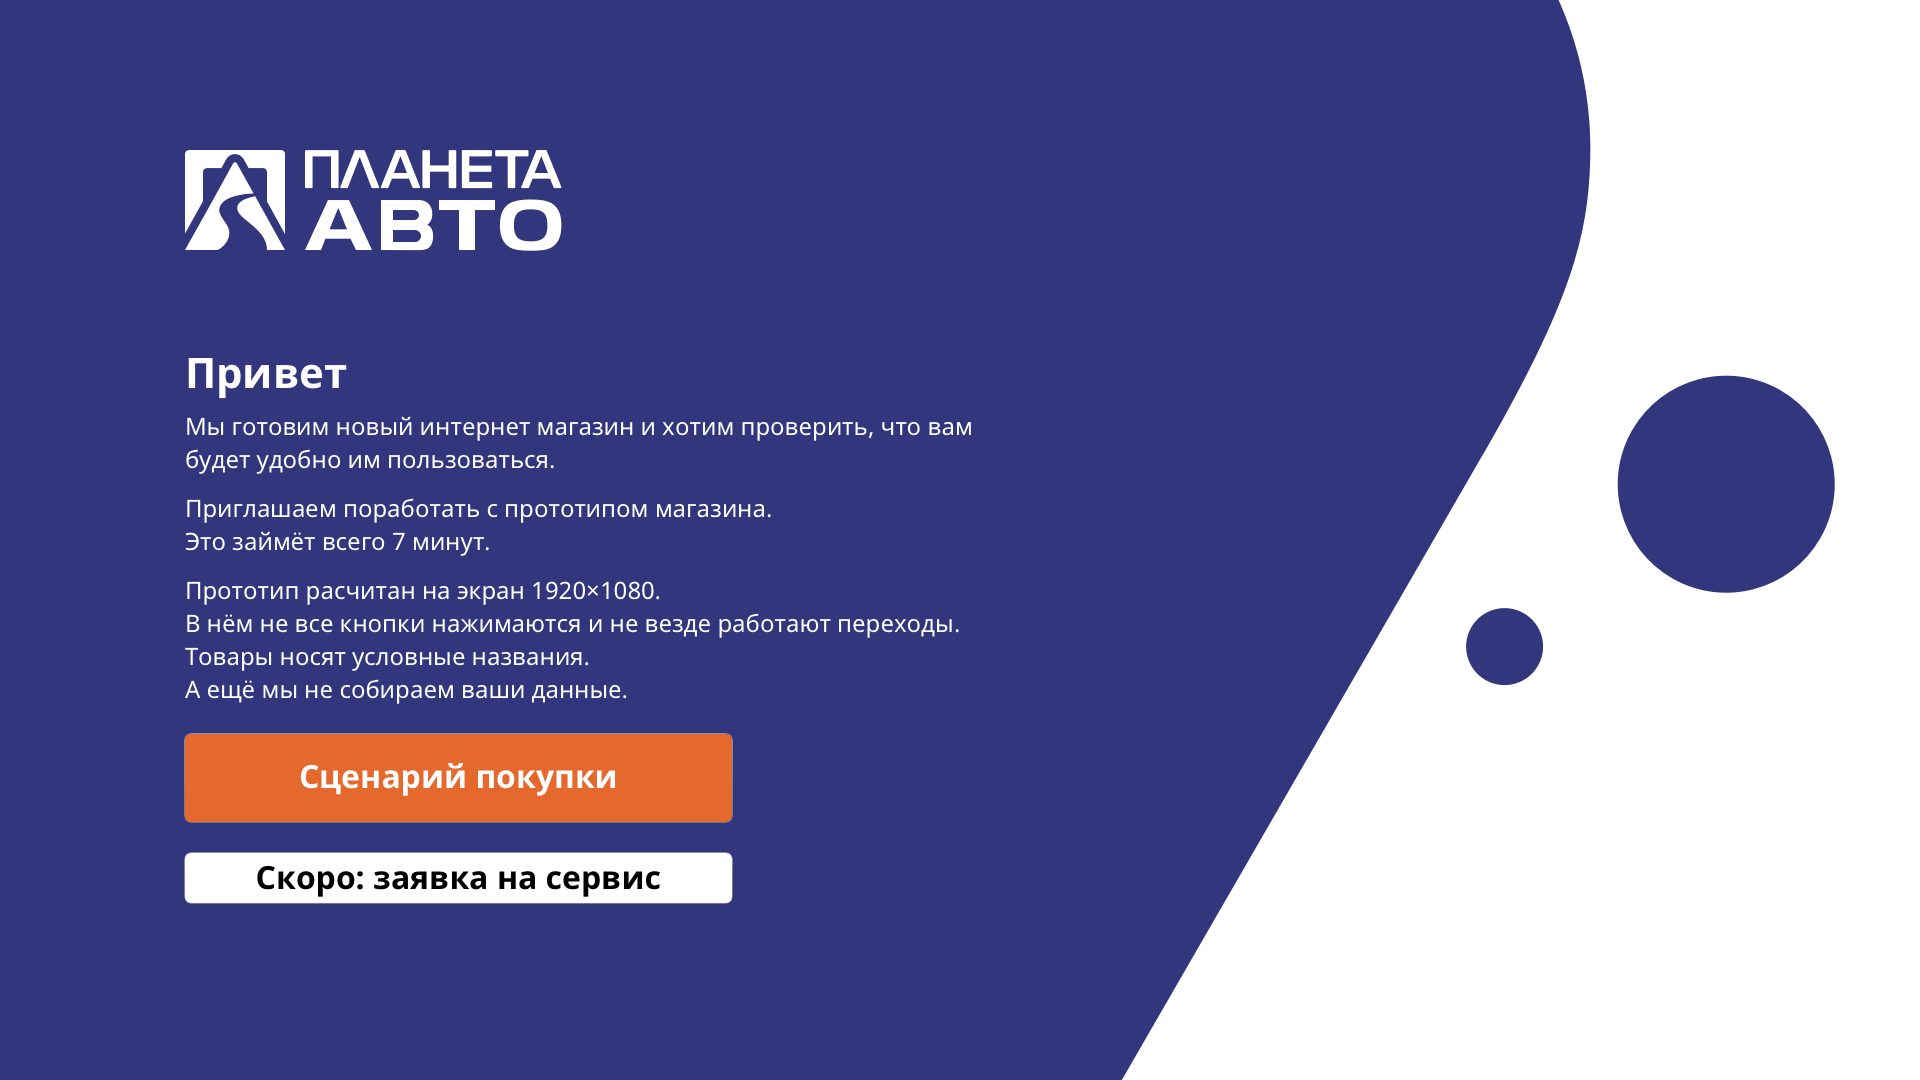 ПЛАНЕТА
АВТО
Привет
Мы готовим новый интернет магазин и хотим проверить, что вам
будет удобно им пользоваться.
Приглашаем поработать с прототипом магазина.
Это займёт всего 7 минут.
Прототип расчитан на экран 1920×1080.
В нём не все кнопки нажимаются и не везде работают переходы.
Товары носят условные названия.
А ещё мы не собираем ваши данные.
Сценарий покупки
Скоро: заявка на сервис